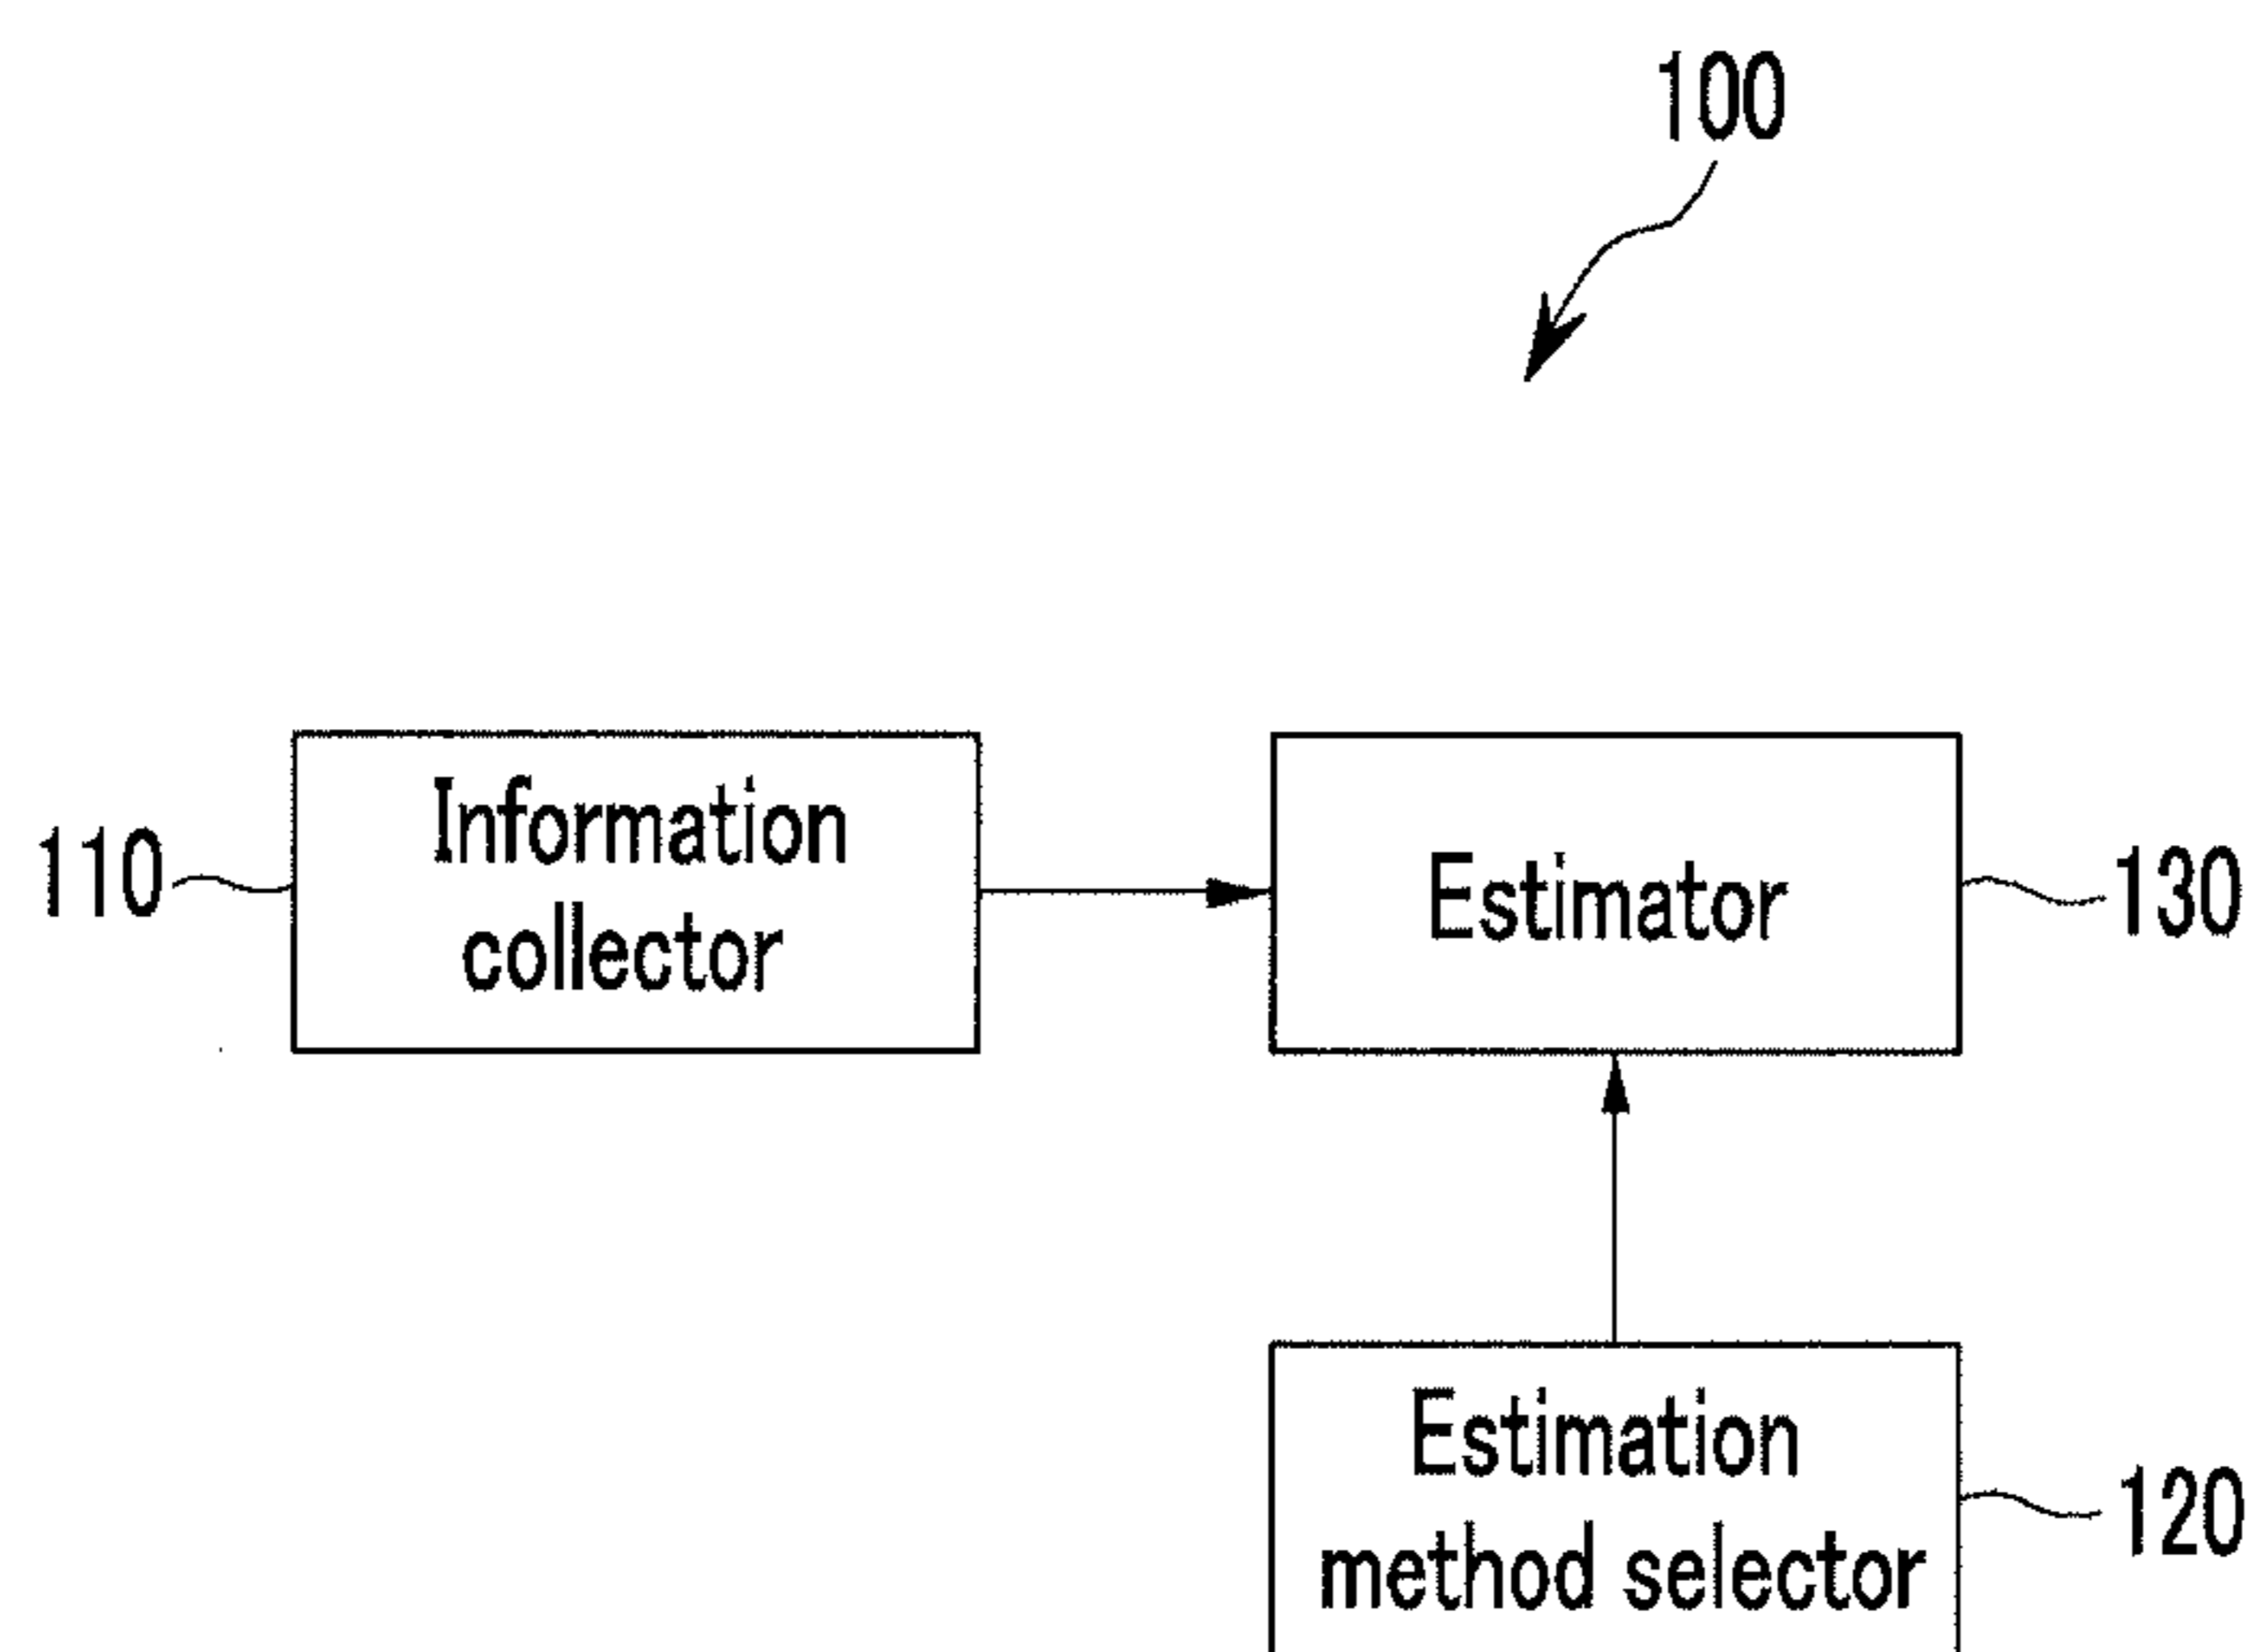 100
110
Information
collector
Estimator
130
Estimation
method selector
120